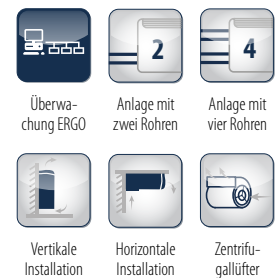 2
4
Überwa-
chung ERGO
Anlage mit
zwei Rohren
Anlage mit
vier Rohren
Vertikale
Installation
Horizontale
Installation
Zentrifu-
gallüfter